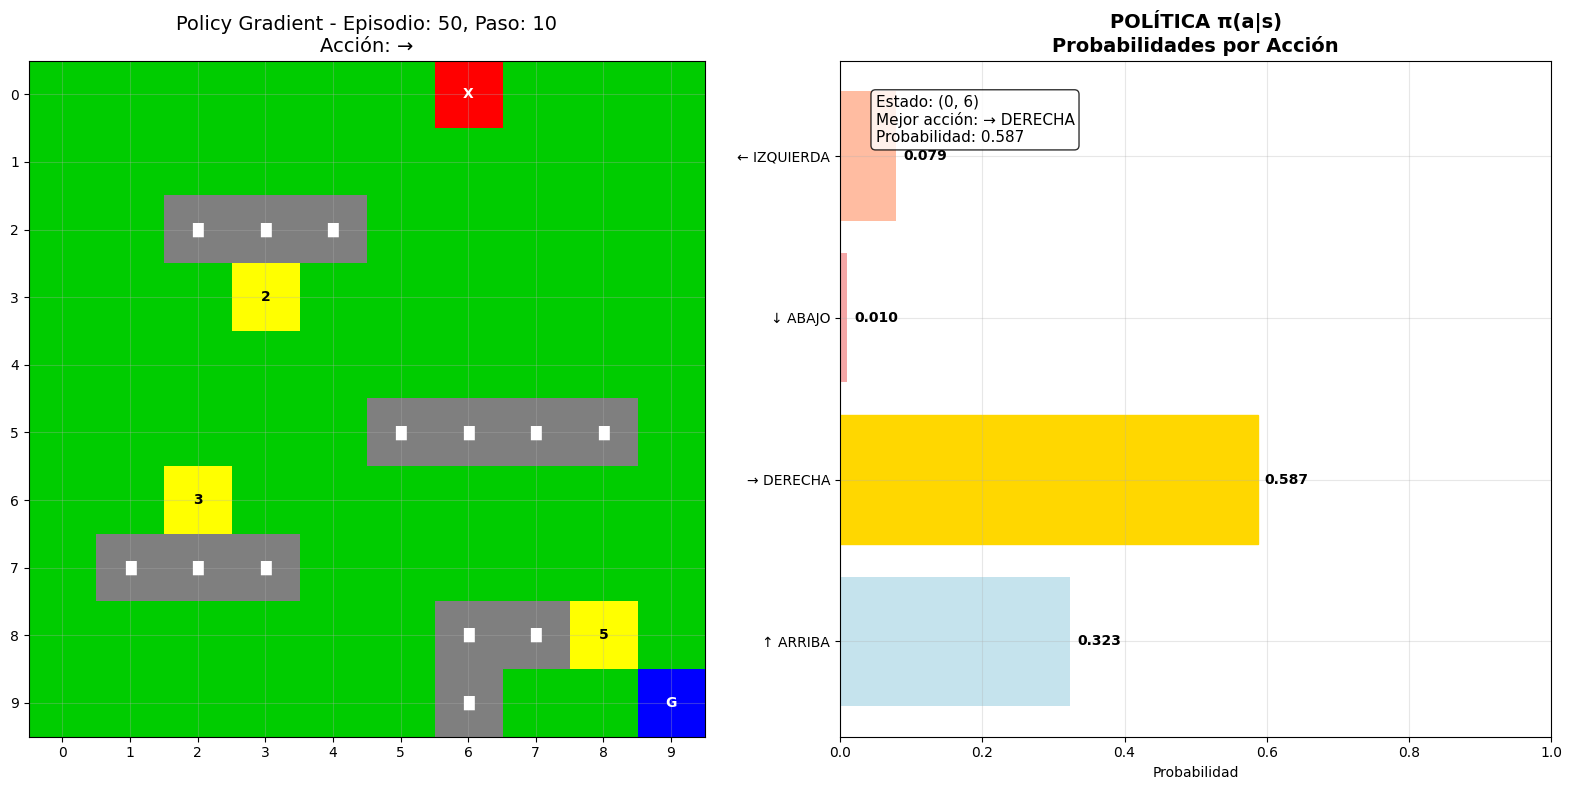 Policy Gradient - Episodio: 50, Paso: 10
Acción: →
X
2
3
5
G
0
1
2
3
4
5
6
7
8
9
0 1 2 3 4 5 6 7 8 9
POLÍTICA π(a|s)
Probabilidades por Acción
Estado: (0, 6)
Mejor acción: → DERECHA
Probabilidad: 0.587
← IZQUIERDA 0.079
↓ ABAJO 0.010
→ DERECHA 0.587
↑ ARRIBA 0.323
0.0 0.2 0.4 0.6 0.8 1.0
Probabilidad